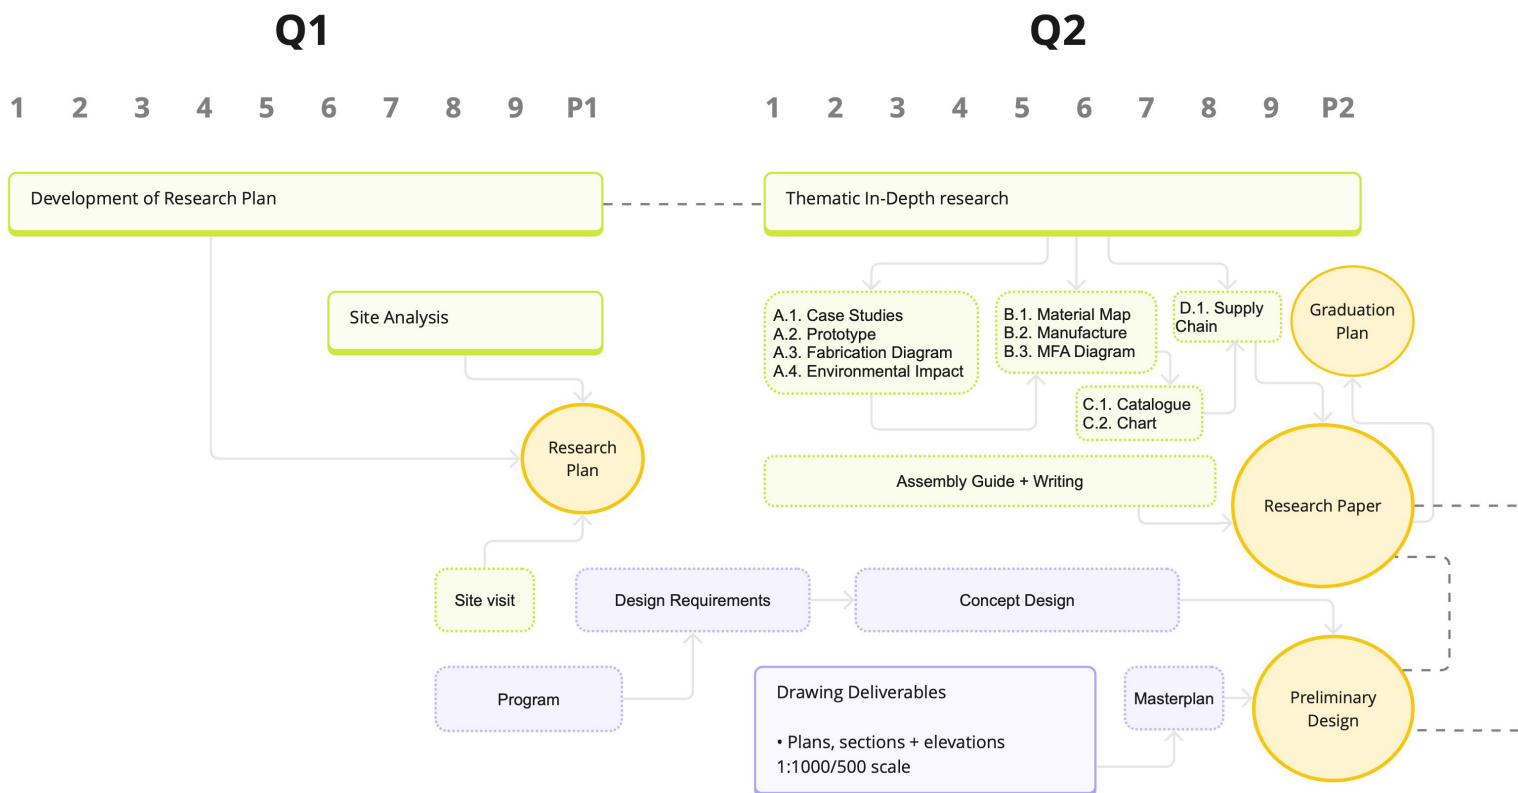 Q1
Q2
1 2 3 4 5 6 7 8 9 P1
1 2 3 4 5 6 7 8 9 P2
Development of Research Plan
Thematic In-Depth research
Site Analysis
A.1. Case Studies
A.2. Prototype
A.3. Fabrication Diagram
A.4. Environmental Impact
B.1. Material Map
B.2. Manufacture
B.3. MFA Diagram
D.1. Supply
Chain
Graduation
Plan
C.1. Catalogue
C.2. Chart
Research
Plan
Assembly Guide + Writing
Research Paper
Site visit
Design Requirements
Concept Design
Program
Drawing Deliverables
• Plans, sections + elevations
1:1000/500 scale
Masterplan
Preliminary
Design